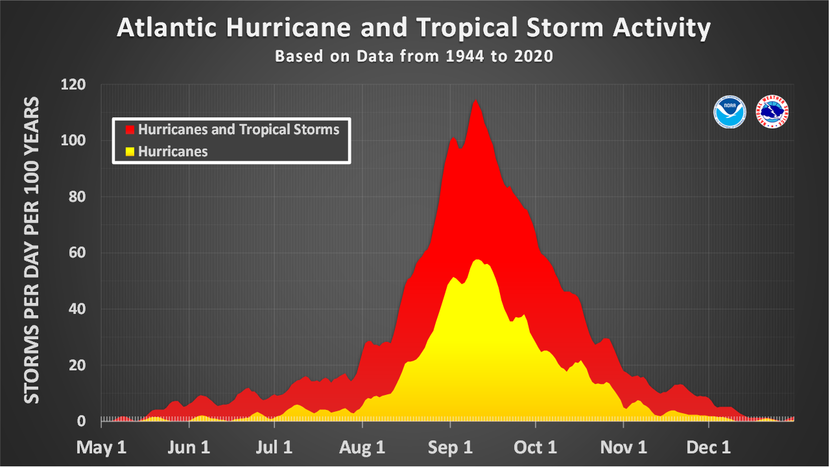 Atlantic Hurricane and Tropical Storm Activity
Based on Data from 1944 to 2020
STORMS PER DAY PER 100 YEARS
120
100
80
60
40
20
0
Hurricanes and Tropical Storms
Hurricanes
NOAA
May 1 Jun 1 Jul 1 Aug 1 Sep 1 Oct 1 Nov 1 Dec 1